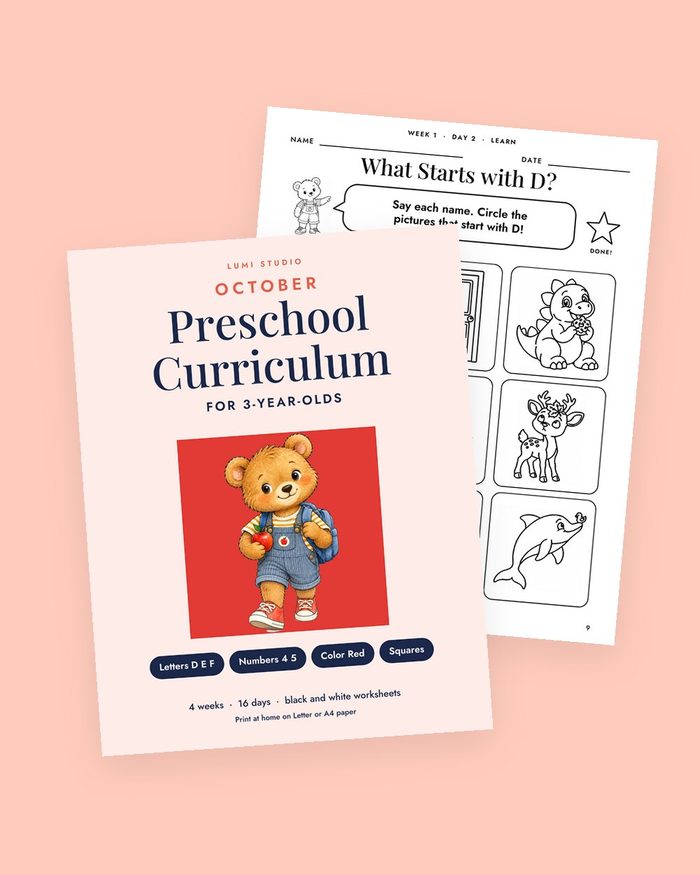 WEEK 1 · DAY 2 · LEARN
NAME
DATE
What Starts with D?
Say each name. Circle the
pictures that start with D!
DONE!
9
LUMI STUDIO
OCTOBER
Preschool
Curriculum
FOR 3-YEAR-OLDS
Letters D E F
Numbers 4 5
Color Red
Squares
4 weeks · 16 days · black and white worksheets
Print at home on Letter or A4 paper